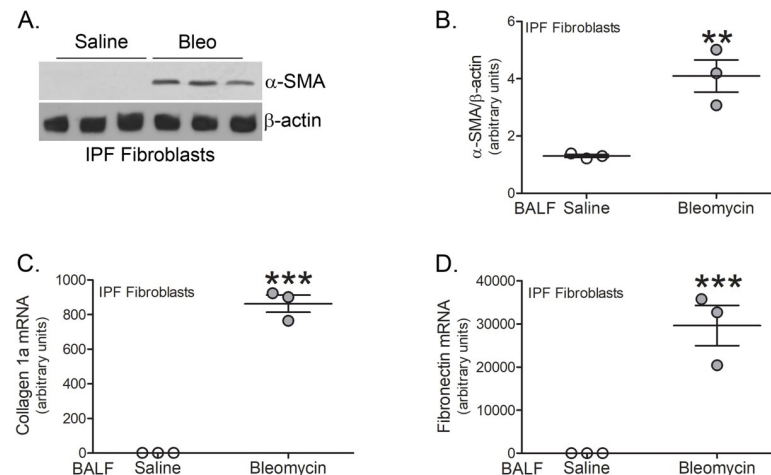 A.
Saline Bleo
α-SMA
β-actin
IPF Fibroblasts
B.
IPF Fibroblasts
**
α-SMA/β-actin
(arbitrary units)
6
4
2
0
BALF Saline Bleomycin
C.
IPF Fibroblasts
***
Collagen 1a mRNA
(arbitrary units)
1000
800
600
400
200
0
BALF Saline Bleomycin
D.
IPF Fibroblasts
***
Fibronectin mRNA
(arbitrary units)
40000
30000
20000
10000
0
BALF Saline Bleomycin